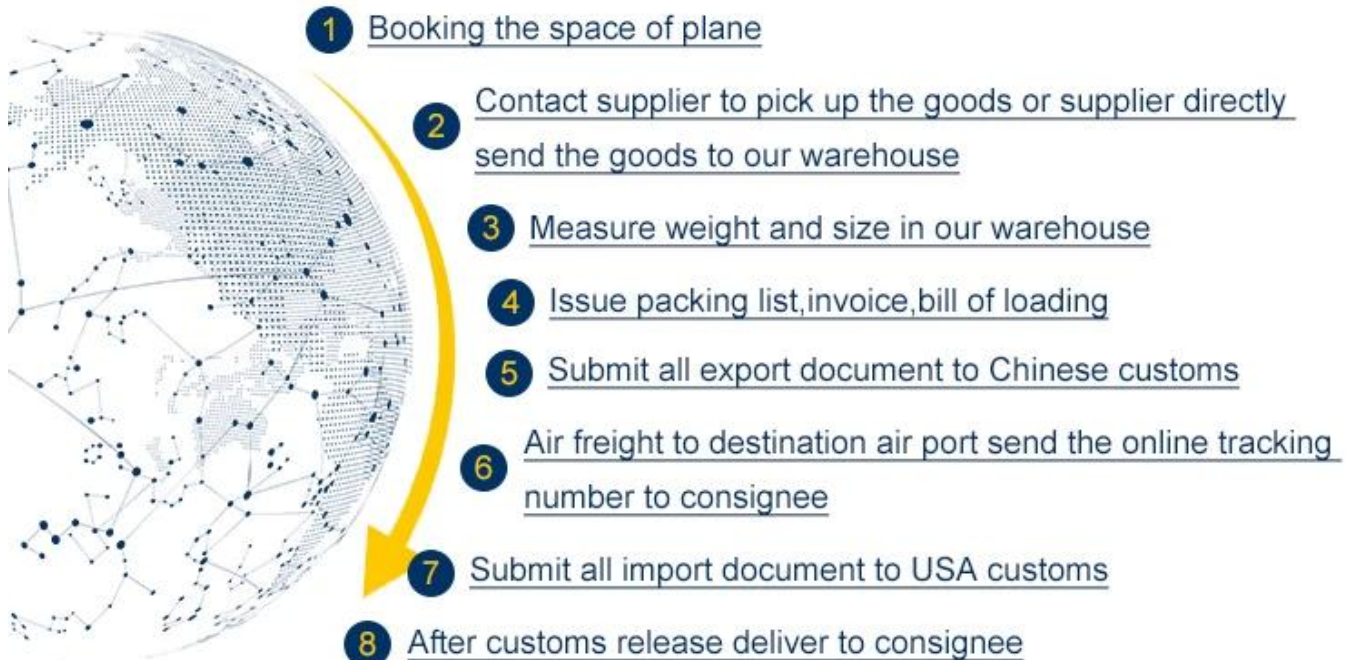 1 Booking the space of plane
2 Contact supplier to pick up the goods or supplier directly
send the goods to our warehouse
3 Measure weight and size in our warehouse
4 Issue packing list,invoice,bill of loading
5 Submit all export document to Chinese customs
6 Air freight to destination air port send the online tracking
number to consignee
7 Submit all import document to USA customs
8 After customs release deliver to consignee